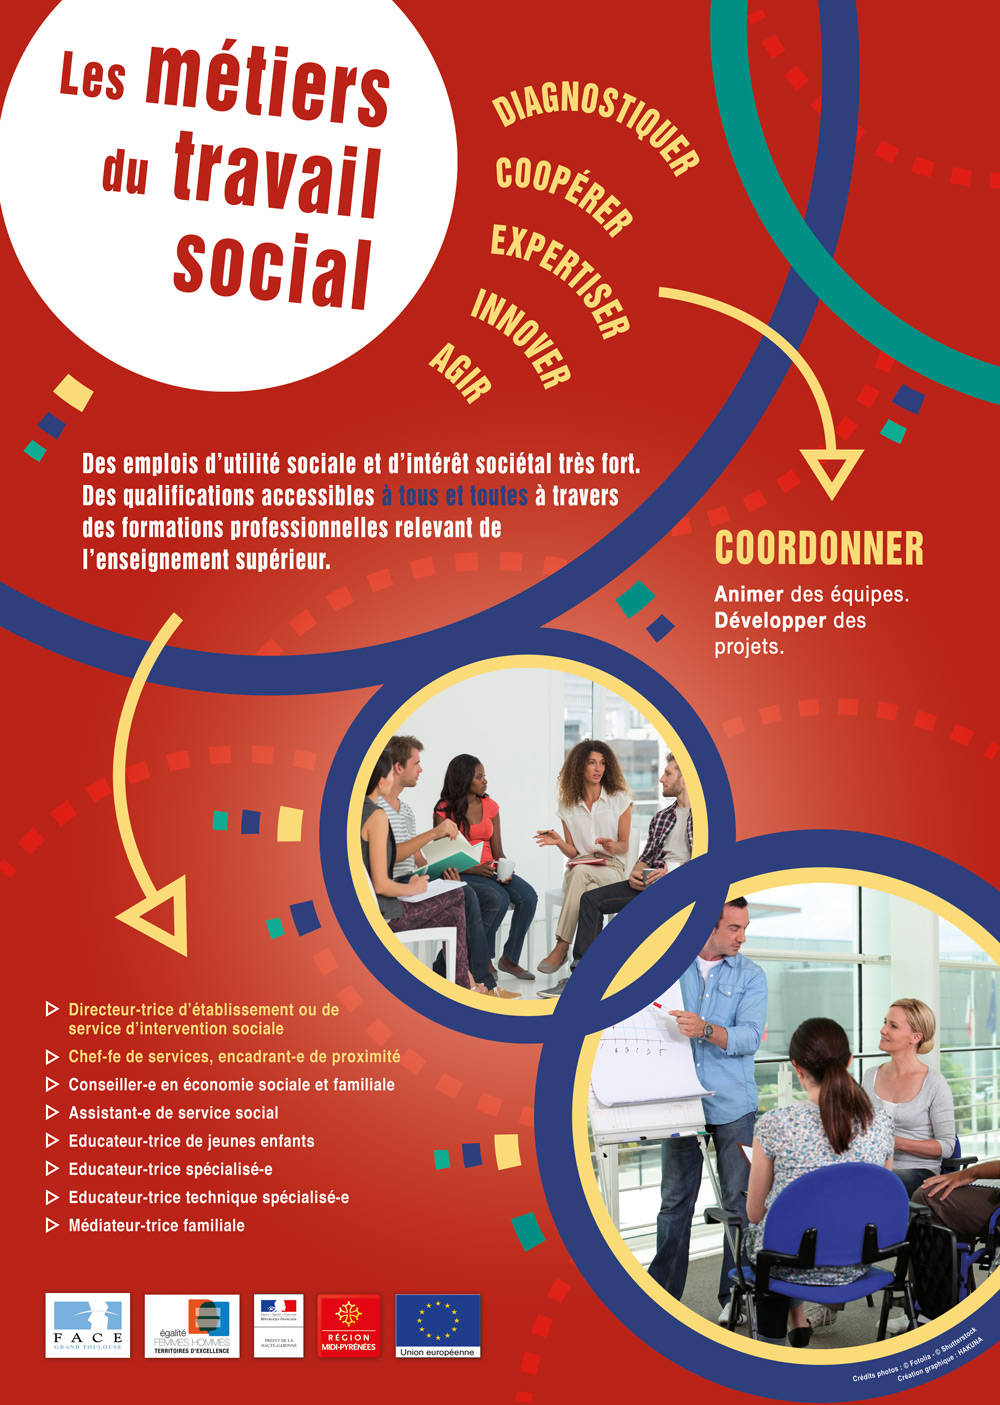 Les métiers
du travail
social
DIAGNOSTIQUER
COOPÉRER
EXPERTISER
INNOVER
AGIR
Des emplois d'utilité sociale et d'intérêt sociétal très fort.
Des qualifications accessibles à tous et toutes à travers
des formations professionnelles relevant de
l'enseignement supérieur.
COORDONNER
Animer des équipes.
Développer des
projets.
Directeur-trice d'établissement ou de
service d'intervention sociale
Chef-fe de services, encadrant-e de proximité
Conseiller-e en économie sociale et familiale
Assistant-e de service social
Educateur-trice de jeunes enfants
Educateur-trice spécialisé-e
Educateur-trice technique spécialisé-e
Médiateur-trice familiale
FACE
GRAND TOULOUSE
égalité
FEMMES HOMMES
TERRITOIRES D'EXCELLENCE
RÉPUBLIQUE FRANÇAISE
PRÉFET DE LA
HAUTE-GARONNE
RÉGION
MIDI-PYRÉNÉES
Union européenne
Crédits photos : © Fotolia - © Shutterstock
Création graphique : HAKUNA